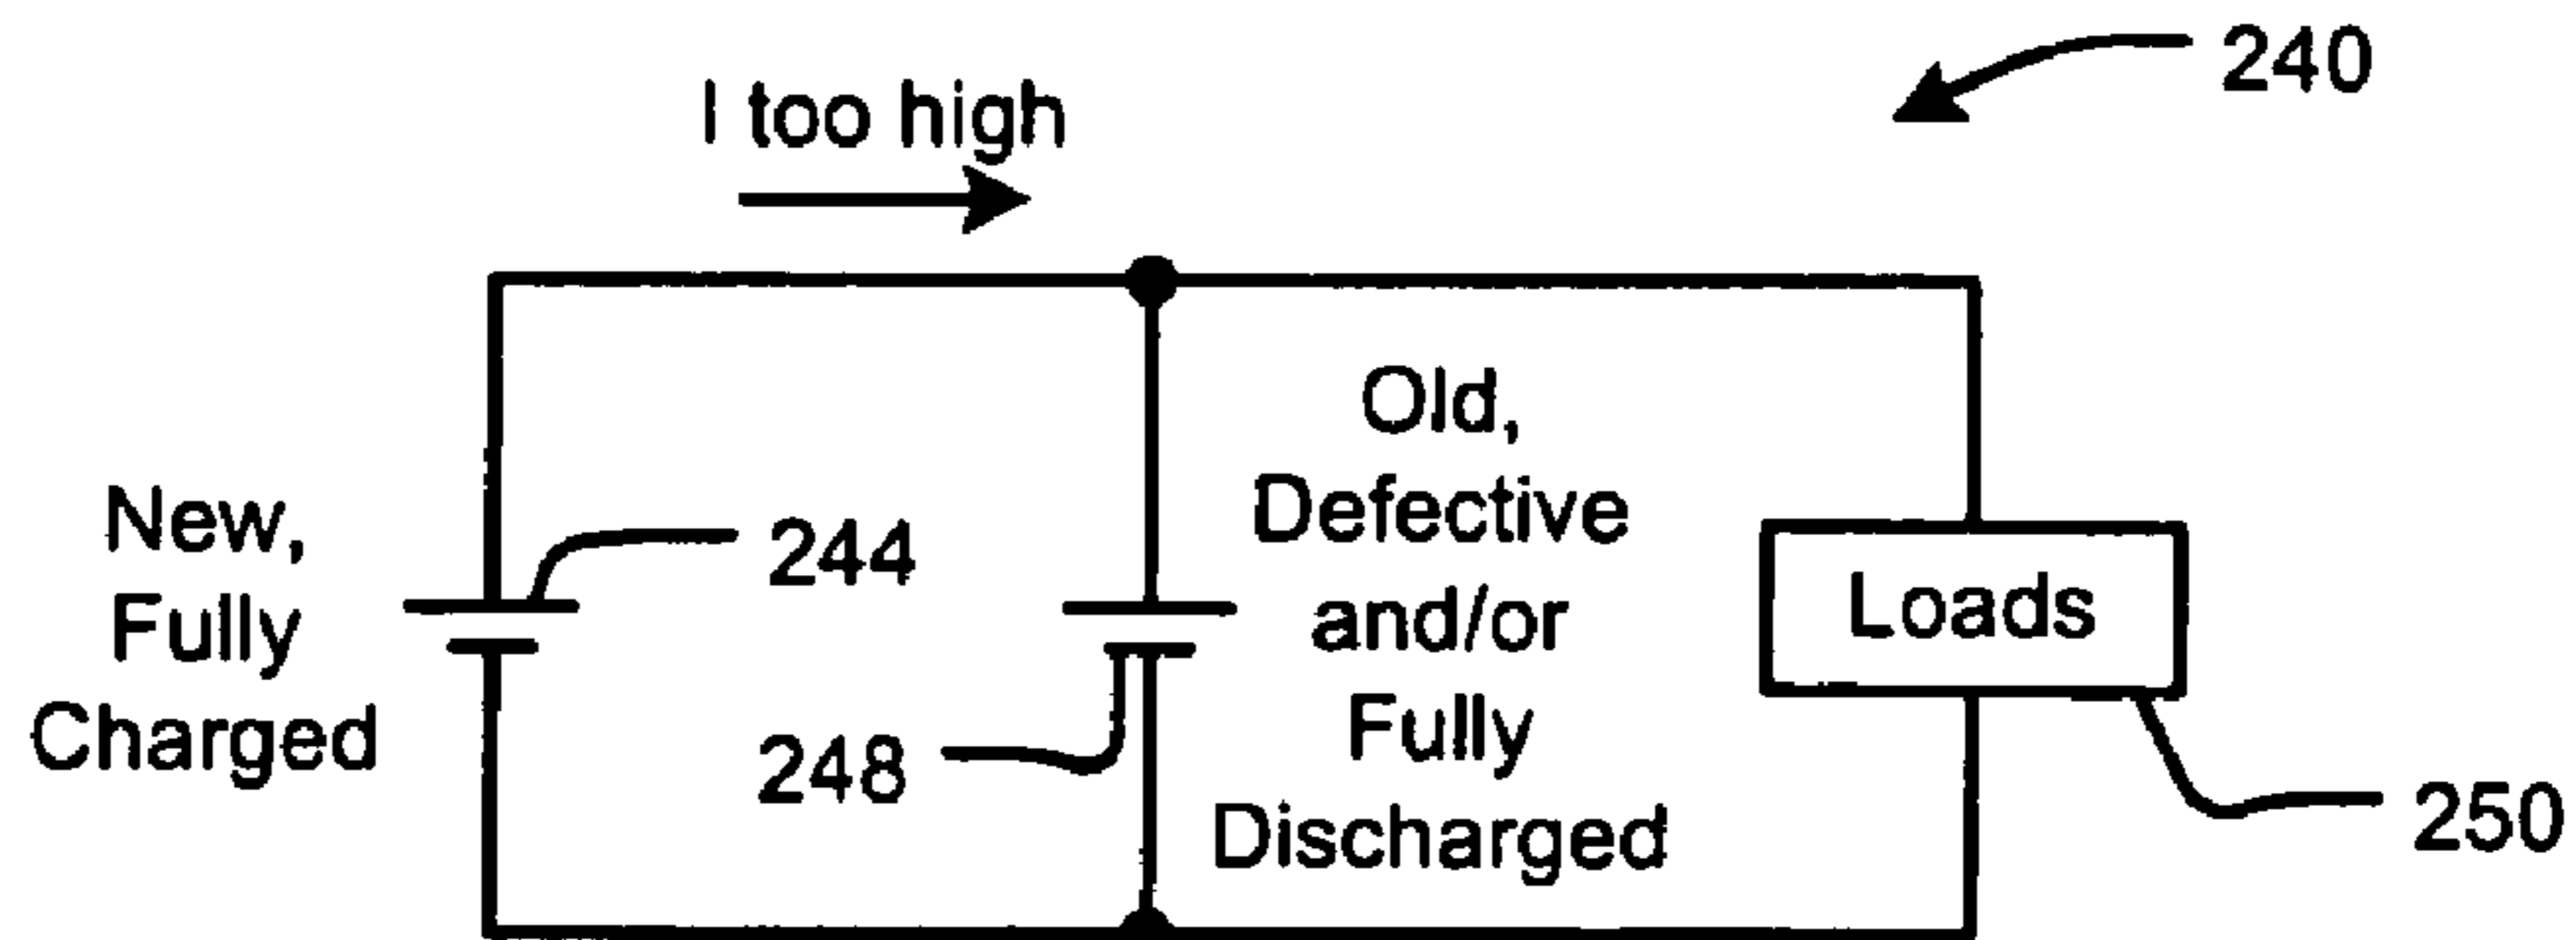 240
I too high
New,
Fully
Charged
244
248
Old,
Defective
and/or
Fully
Discharged
Loads
250